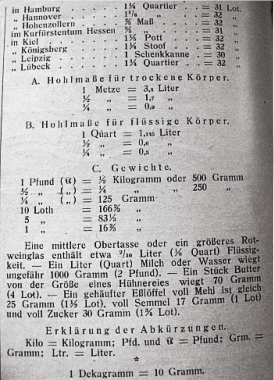 in Hamburg . . . 1¼ Quartier . = 31 Lot.
„ Hannover . . . 1⅛ „ . = 32 „
„ Hohenzollern . . ¾ Maß . = 32 „
im Kurfürstentum Hessen ½ „ . = 31 „
in Kiel . . . 1¼ Pott . = 32 „
„ Königsberg . . . 1¼ Stoof . = 32 „
„ Leipzig . . . 1 Schenkkanne . = 30 „
„ Lübeck . . . 1¼ Quartier . = 32 „
A. Hohlmaße für trockene Körper.
1 Metze = 3,4 Liter
½ „ = 1,7 „
¼ „ = 0,8 „
B. Hohlmaße für flüssige Körper.
1 Quart = 1,145 Liter
½ „ = 0,6 „
¼ „ = 0,3 „
C. Gewichte.
1 Pfund (℔) = ½ Kilogramm oder 500 Gramm
½ „ („) = ¼ „ „ 250 „
¼ „ („) = 125 Gramm
10 Loth = 166⅔ „
5 „ = 83⅓ „
1 „ = 16⅔ „
Eine mittlere Obertasse oder ein größeres Rot-
weinglas enthält etwa 2/10 Liter (⅛ Quart) Flüssig-
keit. — Ein Liter (Quart) Milch oder Wasser wiegt
ungefähr 1000 Gramm (2 Pfund). — Ein Stück Butter
von der Größe eines Hühnereies wiegt 70 Gramm
(4 Lot). — Ein gehäufter Eßlöffel voll Mehl ist gleich
25 Gramm (1½ Lot), voll Semmel 17 Gramm (1 Lot)
und voll Zucker 30 Gramm (1¾ Lot).
Erklärung der Abkürzungen.
Kilo = Kilogramm; Pfd. und ℔ = Pfund; Grm. =
Gramm; Ltr. = Liter.
*
1 Dekagramm = 10 Gramm.